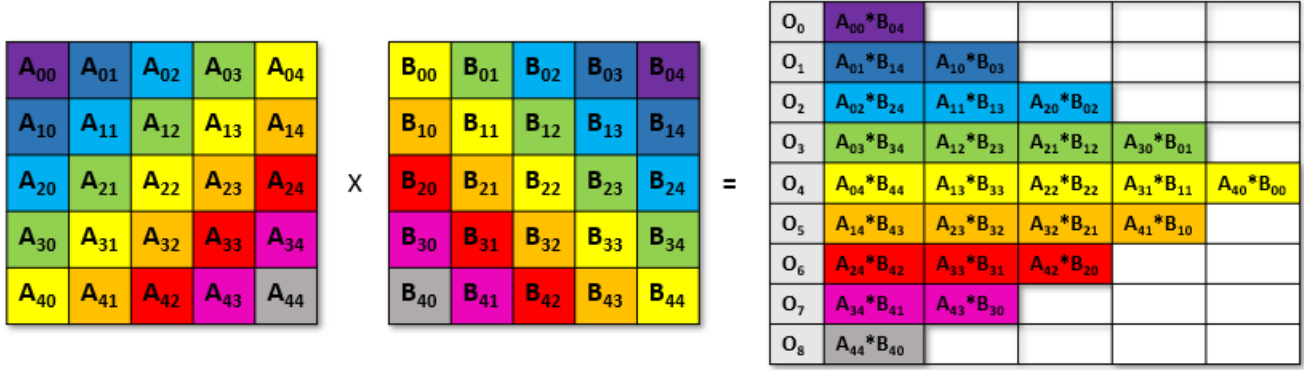 A₀₀ A₀₁ A₀₂ A₀₃ A₀₄
A₁₀ A₁₁ A₁₂ A₁₃ A₁₄
A₂₀ A₂₁ A₂₂ A₂₃ A₂₄
A₃₀ A₃₁ A₃₂ A₃₃ A₃₄
A₄₀ A₄₁ A₄₂ A₄₃ A₄₄
X
B₀₀ B₀₁ B₀₂ B₀₃ B₀₄
B₁₀ B₁₁ B₁₂ B₁₃ B₁₄
B₂₀ B₂₁ B₂₂ B₂₃ B₂₄
B₃₀ B₃₁ B₃₂ B₃₃ B₃₄
B₄₀ B₄₁ B₄₂ B₄₃ B₄₄
=
O₀ A₀₀*B₀₄
O₁ A₀₁*B₁₄ A₁₀*B₀₃
O₂ A₀₂*B₂₄ A₁₁*B₁₃ A₂₀*B₀₂
O₃ A₀₃*B₃₄ A₁₂*B₂₃ A₂₁*B₁₂ A₃₀*B₀₁
O₄ A₀₄*B₄₄ A₁₃*B₃₃ A₂₂*B₂₂ A₃₁*B₁₁ A₄₀*B₀₀
O₅ A₁₄*B₄₃ A₂₃*B₃₂ A₃₂*B₂₁ A₄₁*B₁₀
O₆ A₂₄*B₄₂ A₃₃*B₃₁ A₄₂*B₂₀
O₇ A₃₄*B₄₁ A₄₃*B₃₀
O₈ A₄₄*B₄₀